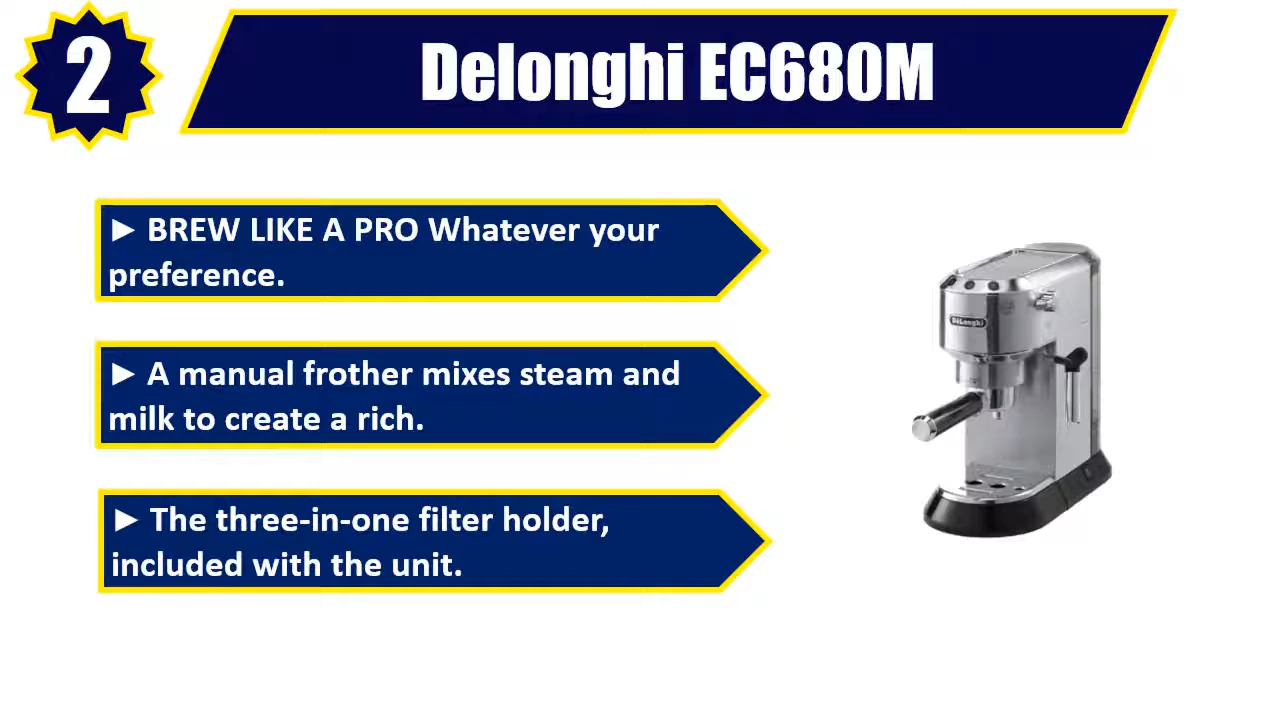 2
Delonghi EC680M
► BREW LIKE A PRO Whatever your
preference.
► A manual frother mixes steam and
milk to create a rich.
► The three-in-one filter holder,
included with the unit.
DeLonghi